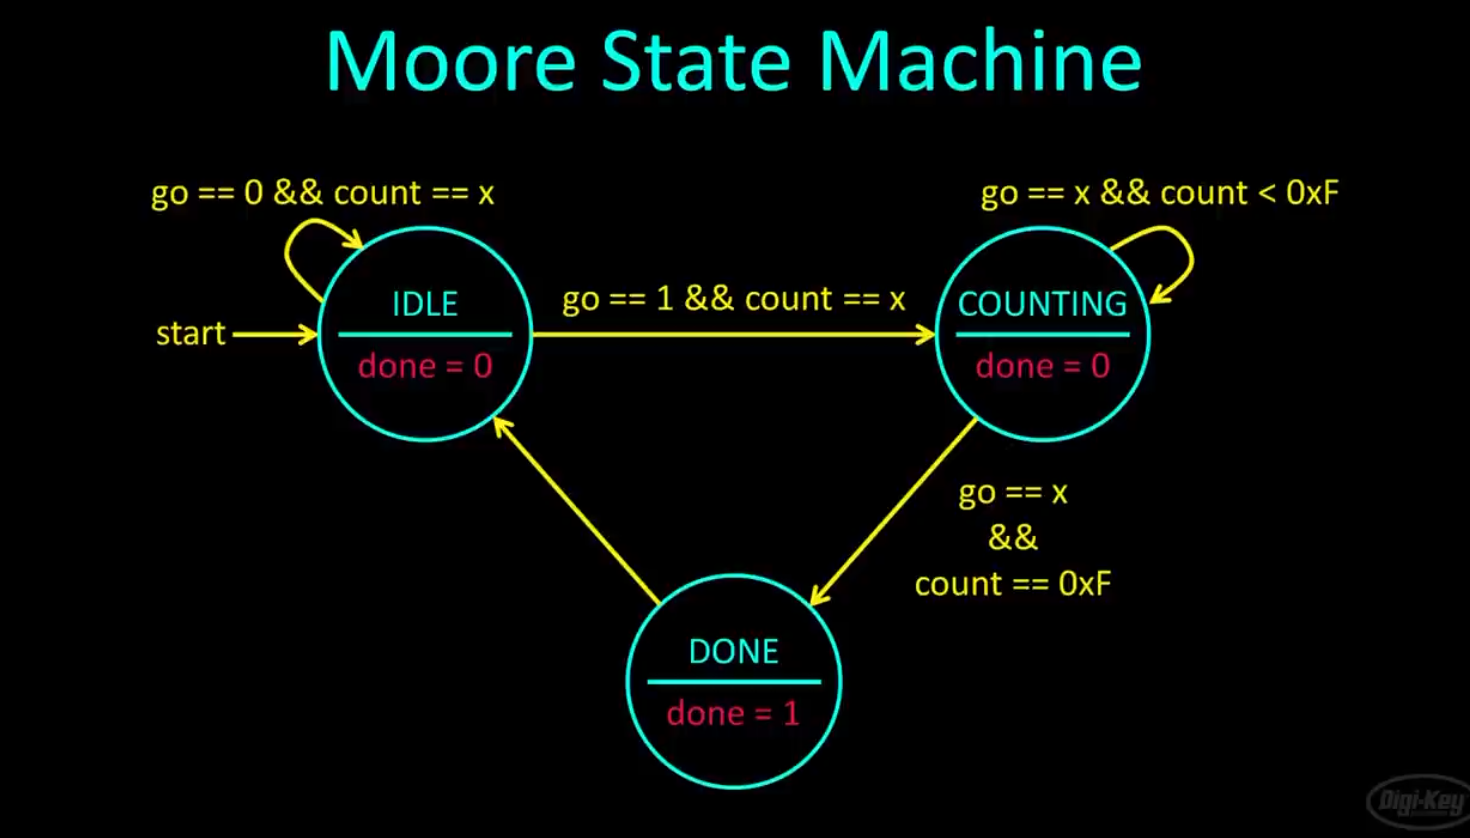 Moore State Machine
go == 0 && count == x
go == x && count < 0xF
IDLE
done = 0
start
go == 1 && count == x
COUNTING
done = 0
go == x
&&
count == 0xF
DONE
done = 1
Digi-Key